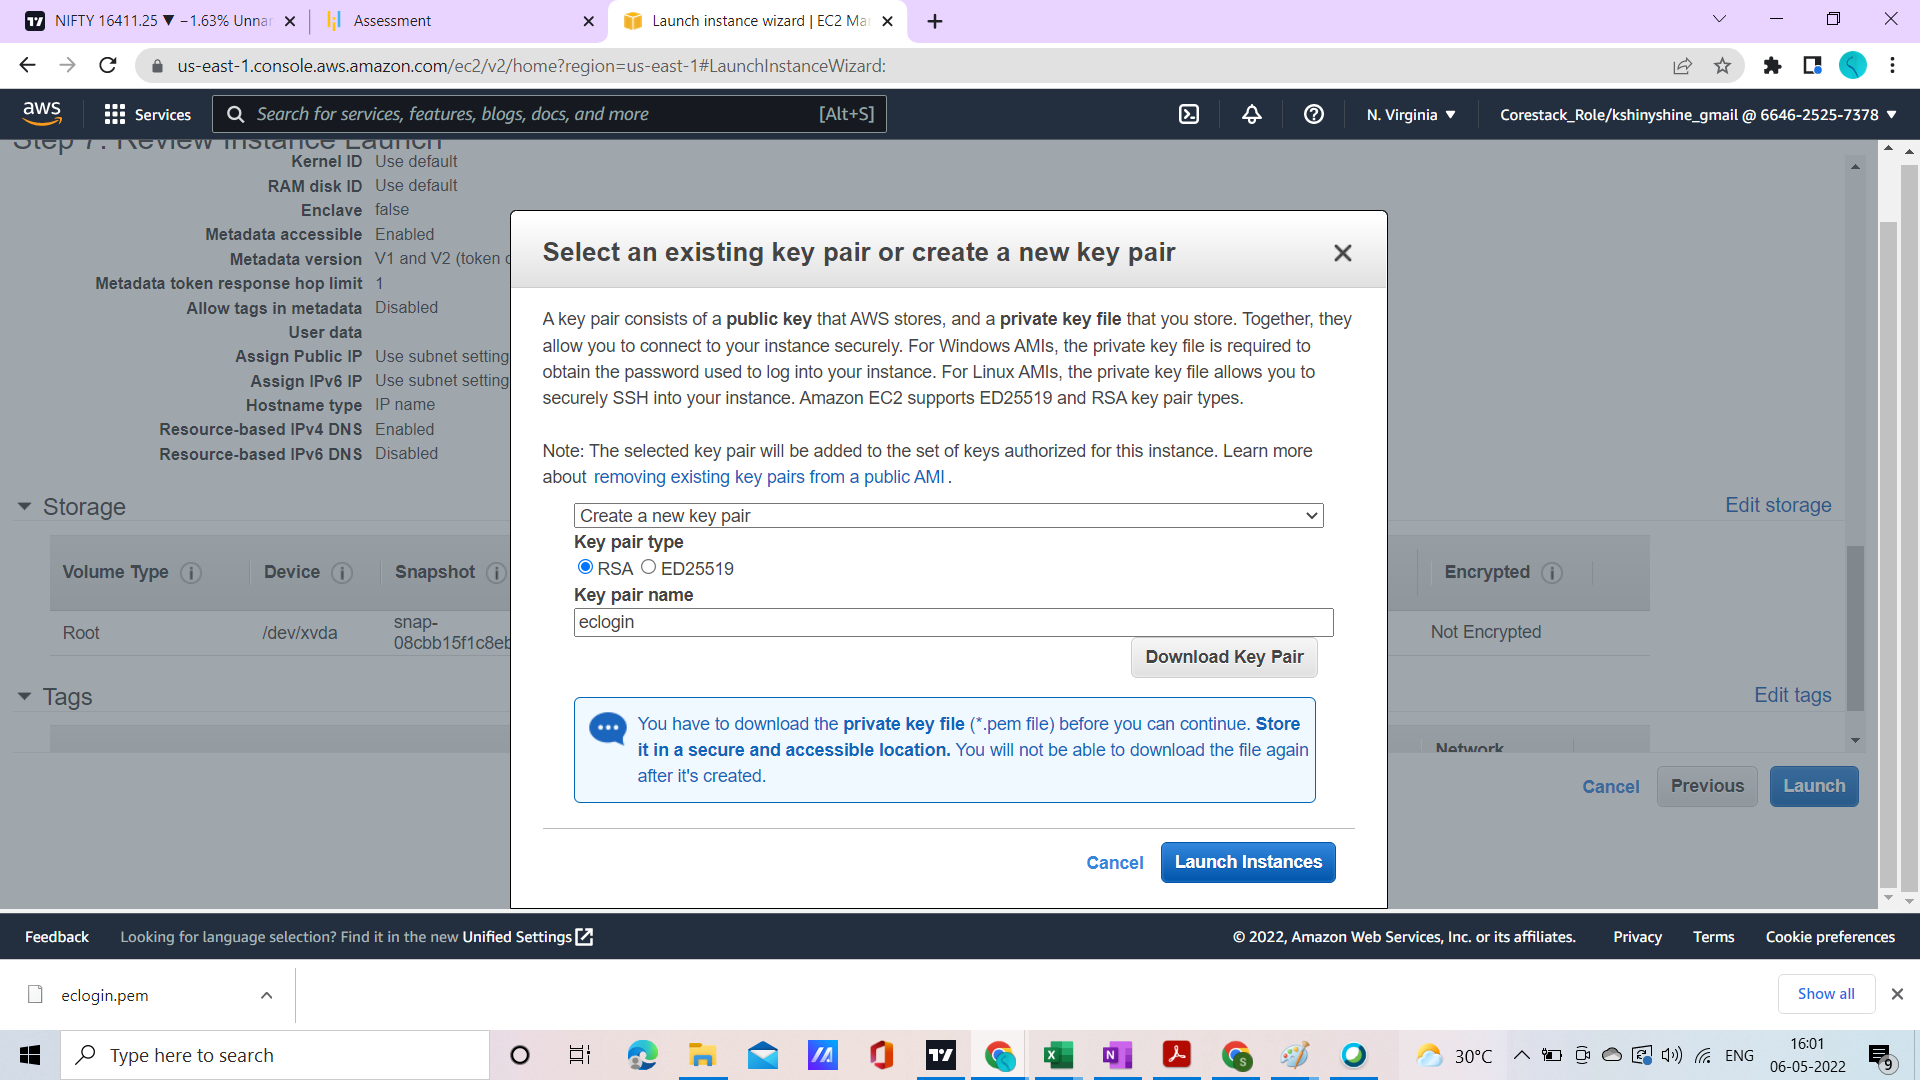 NIFTY 16411.25 ▼ −1.63% Unna
Assessment
Launch instance wizard | EC2 Ma
us-east-1.console.aws.amazon.com/ec2/v2/home?region=us-east-1#LaunchInstanceWizard:
aws
Services
Search for services, features, blogs, docs, and more
[Alt+S]
N. Virginia ▼
Corestack_Role/kshinyshine_gmail @ 6646-2525-7378 ▼
Step 7: Review Instance Launch
Kernel ID Use default
RAM disk ID Use default
Enclave false
Metadata accessible Enabled
Metadata version V1 and V2 (token o
Metadata token response hop limit 1
Allow tags in metadata Disabled
User data
Assign Public IP Use subnet setting
Assign IPv6 IP Use subnet setting
Hostname type IP name
Resource-based IPv4 DNS Enabled
Resource-based IPv6 DNS Disabled
Storage
Edit storage
Volume Type
Device
Snapshot
Encrypted
Root
/dev/xvda
snap-
08cbb15f1c8eb
Not Encrypted
Tags
Edit tags
Network
Cancel
Previous
Launch
Select an existing key pair or create a new key pair
A key pair consists of a public key that AWS stores, and a private key file that you store. Together, they
allow you to connect to your instance securely. For Windows AMIs, the private key file is required to
obtain the password used to log into your instance. For Linux AMIs, the private key file allows you to
securely SSH into your instance. Amazon EC2 supports ED25519 and RSA key pair types.
Note: The selected key pair will be added to the set of keys authorized for this instance. Learn more
about removing existing key pairs from a public AMI .
Create a new key pair
Key pair type
RSA ED25519
Key pair name
eclogin
Download Key Pair
You have to download the private key file (*.pem file) before you can continue. Store
it in a secure and accessible location. You will not be able to download the file again
after it's created.
Cancel
Launch Instances
Feedback
Looking for language selection? Find it in the new Unified Settings
© 2022, Amazon Web Services, Inc. or its affiliates.
Privacy
Terms
Cookie preferences
eclogin.pem
Show all
Type here to search
30°C
ENG
16:01
06-05-2022
9